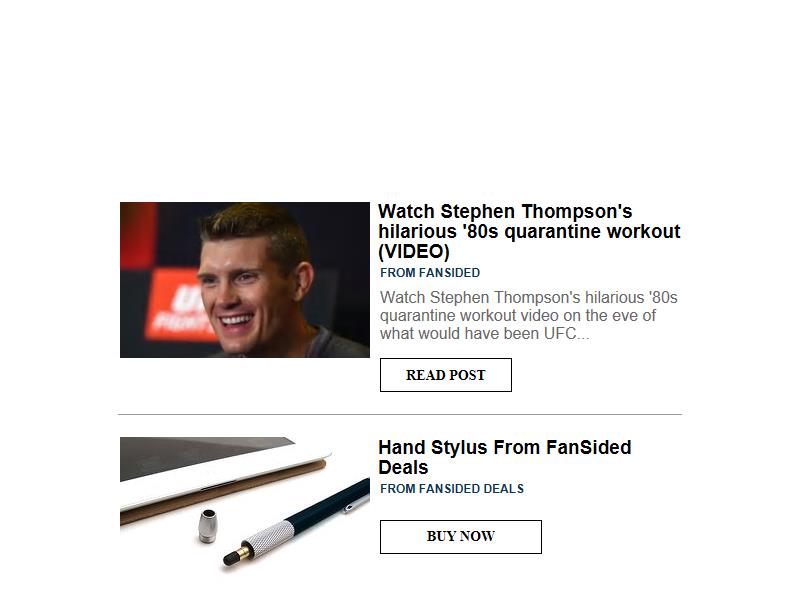 Watch Stephen Thompson's
hilarious '80s quarantine workout
(VIDEO)
FROM FANSIDED
Watch Stephen Thompson's hilarious '80s
quarantine workout video on the eve of
what would have been UFC...
READ POST
Hand Stylus From FanSided
Deals
FROM FANSIDED DEALS
BUY NOW